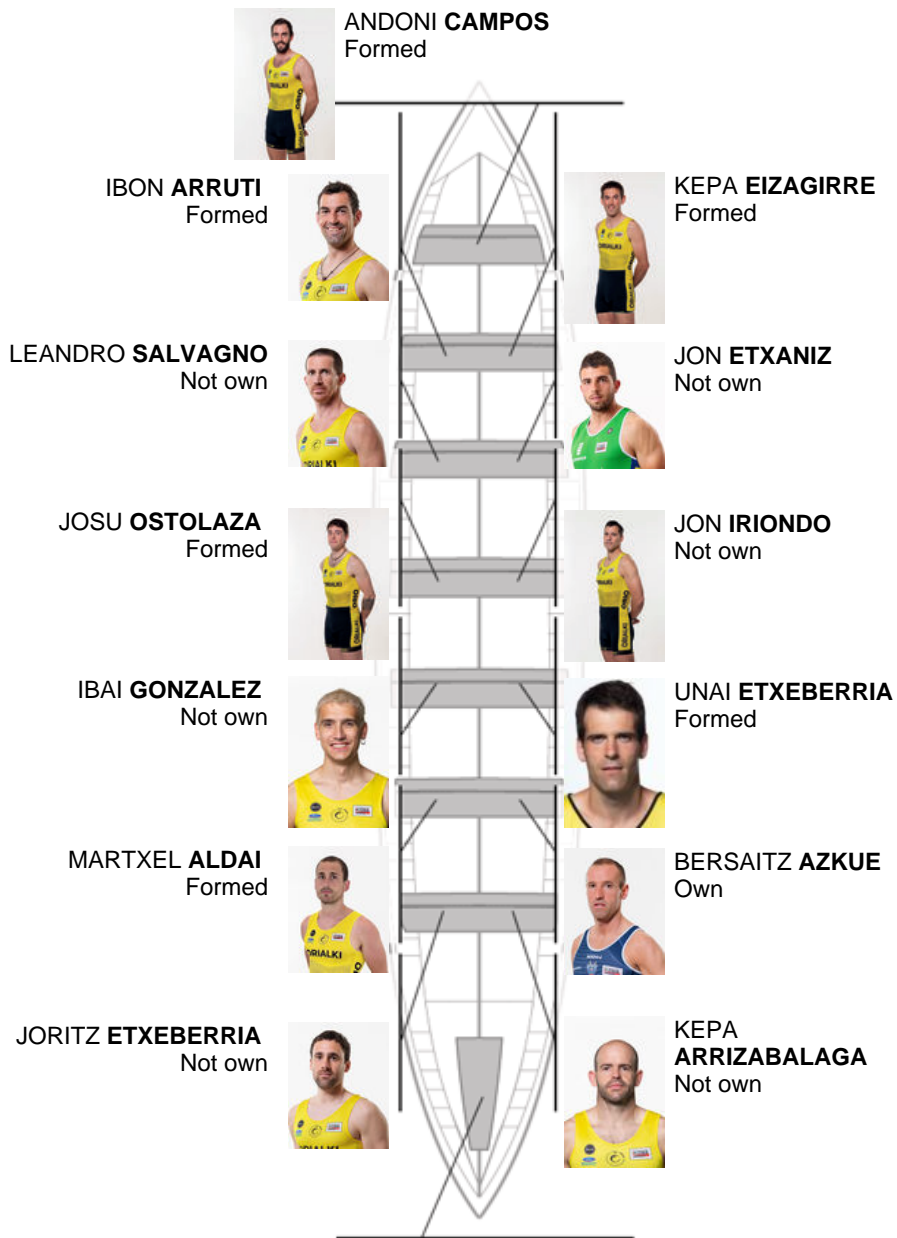 ANDONI CAMPOS
Formed
IBON ARRUTI
Formed
KEPA EIZAGIRRE
Formed
LEANDRO SALVAGNO
Not own
JON ETXANIZ
Not own
JOSU OSTOLAZA
Formed
JON IRIONDO
Not own
IBAI GONZALEZ
Not own
UNAI ETXEBERRIA
Formed
MARTXEL ALDAI
Formed
BERSAITZ AZKUE
Own
JORITZ ETXEBERRIA
Not own
KEPA
ARRIZABALAGA
Not own